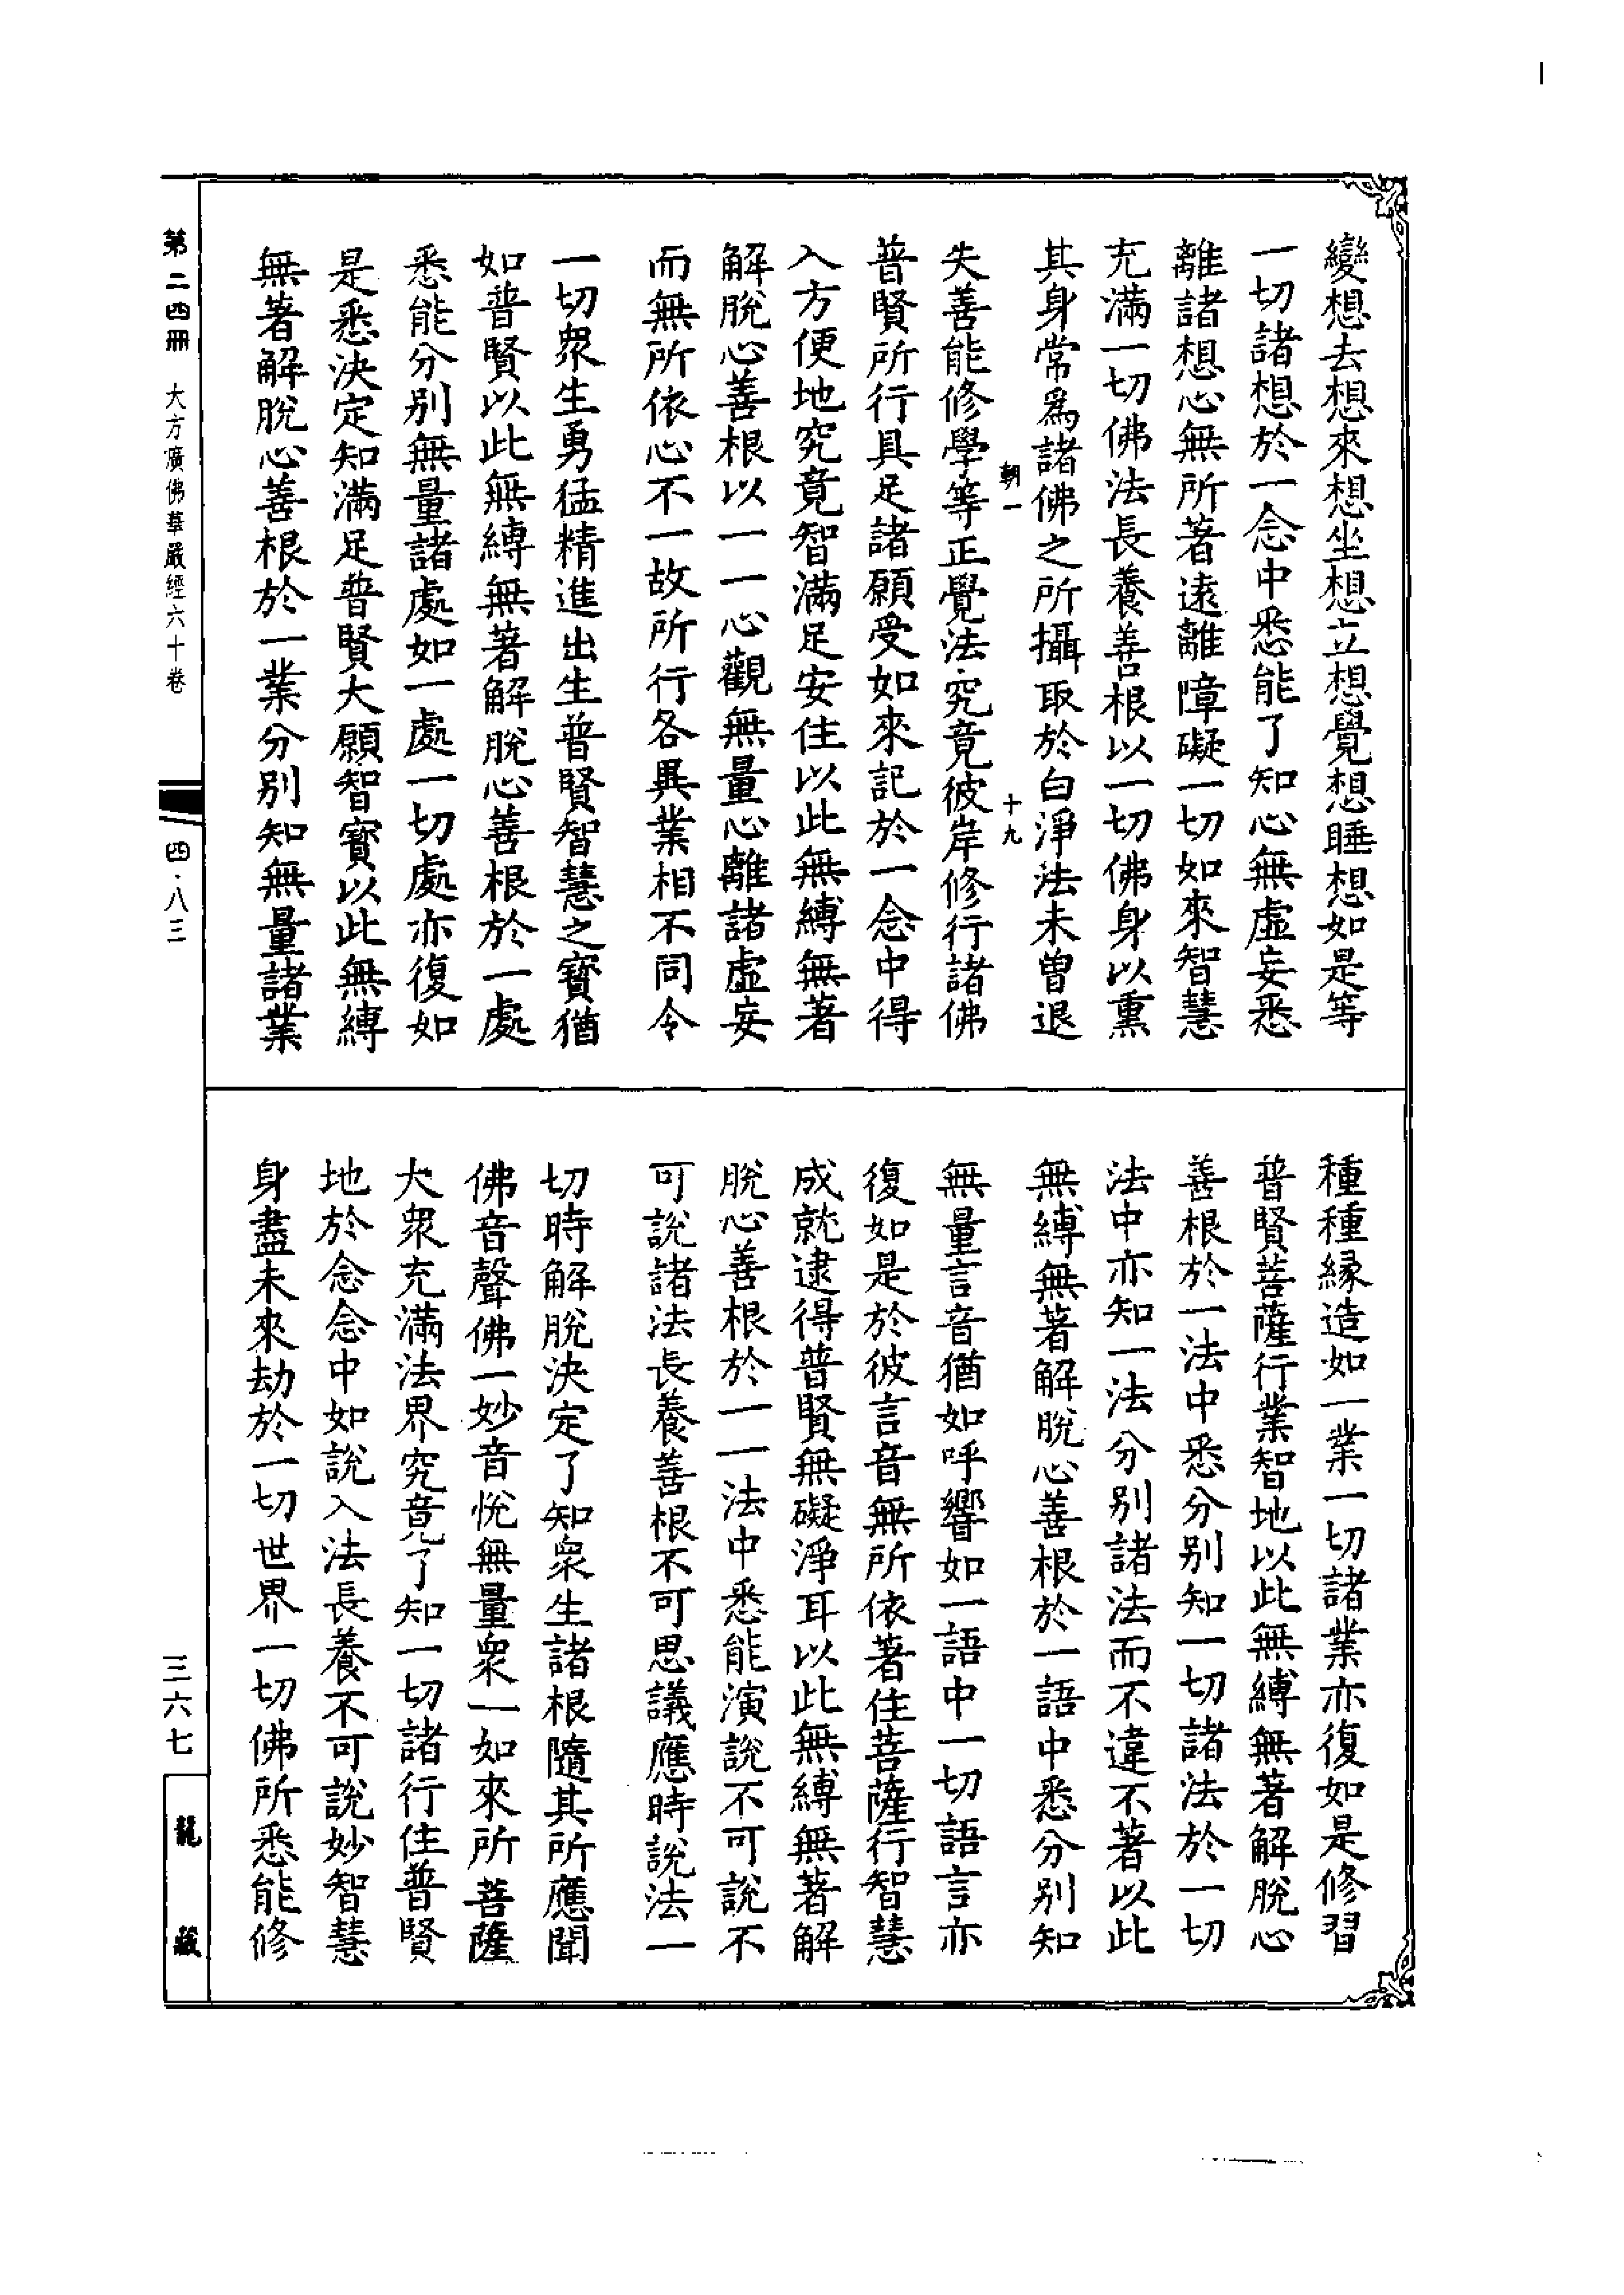 變想去想來想坐想立想覺想睡想如是等
一切諸想於一念中悉能了知心無虛妄悉
離諸想心無所著遠離障礙一切如來智慧
充滿一切佛法長養善根以一切佛身以熏
其身常爲諸佛之所攝取於白淨法未曾退
朝一 十九
失善能修學等正覺法究竟彼岸修行諸佛
普賢所行具足諸願受如來記於一念中得
入方便地究竟智滿足安住以此無縛無著
解脫心善根以一一心觀無量心離諸虛妄
而無所依心不一故所行各異業相不同令
一切衆生勇猛精進出生普賢智慧之寶猶
如普賢以此無縛無著解脫心善根於一處
悉能分別無量諸處如一處一切處亦復如
是悉決定知滿足普賢大願智寶以此無縛
無著解脫心善根於一業分別知無量諸業
種種緣造如一業一切諸業亦復如是修習
普賢菩薩行業智地以此無縛無著解脫心
善根於一法中悉分別知一切諸法於一切
法中亦知一法分別諸法而不違不著以此
無縛無著解脫心善根於一語中悉分別知
無量言音猶如呼響如一語中一切語言亦
復如是於彼言音無所依著住菩薩行智慧
成就逮得普賢無礙淨耳以此無縛無著解
脫心善根於一一法中悉能演說不可說不
可說諸法長養善根不可思議應時說法一
切時解脫決定了知衆生諸根隨其所應聞
佛音聲佛一妙音悅無量衆一如來所菩薩
大衆充滿法界究竟了知一切諸行住普賢
地於念念中如說入法長養不可說妙智慧
身盡未來劫於一切世界一切佛所悉能修
第二四冊 大方廣佛華嚴經六十卷 四·八三 三六七 龍藏